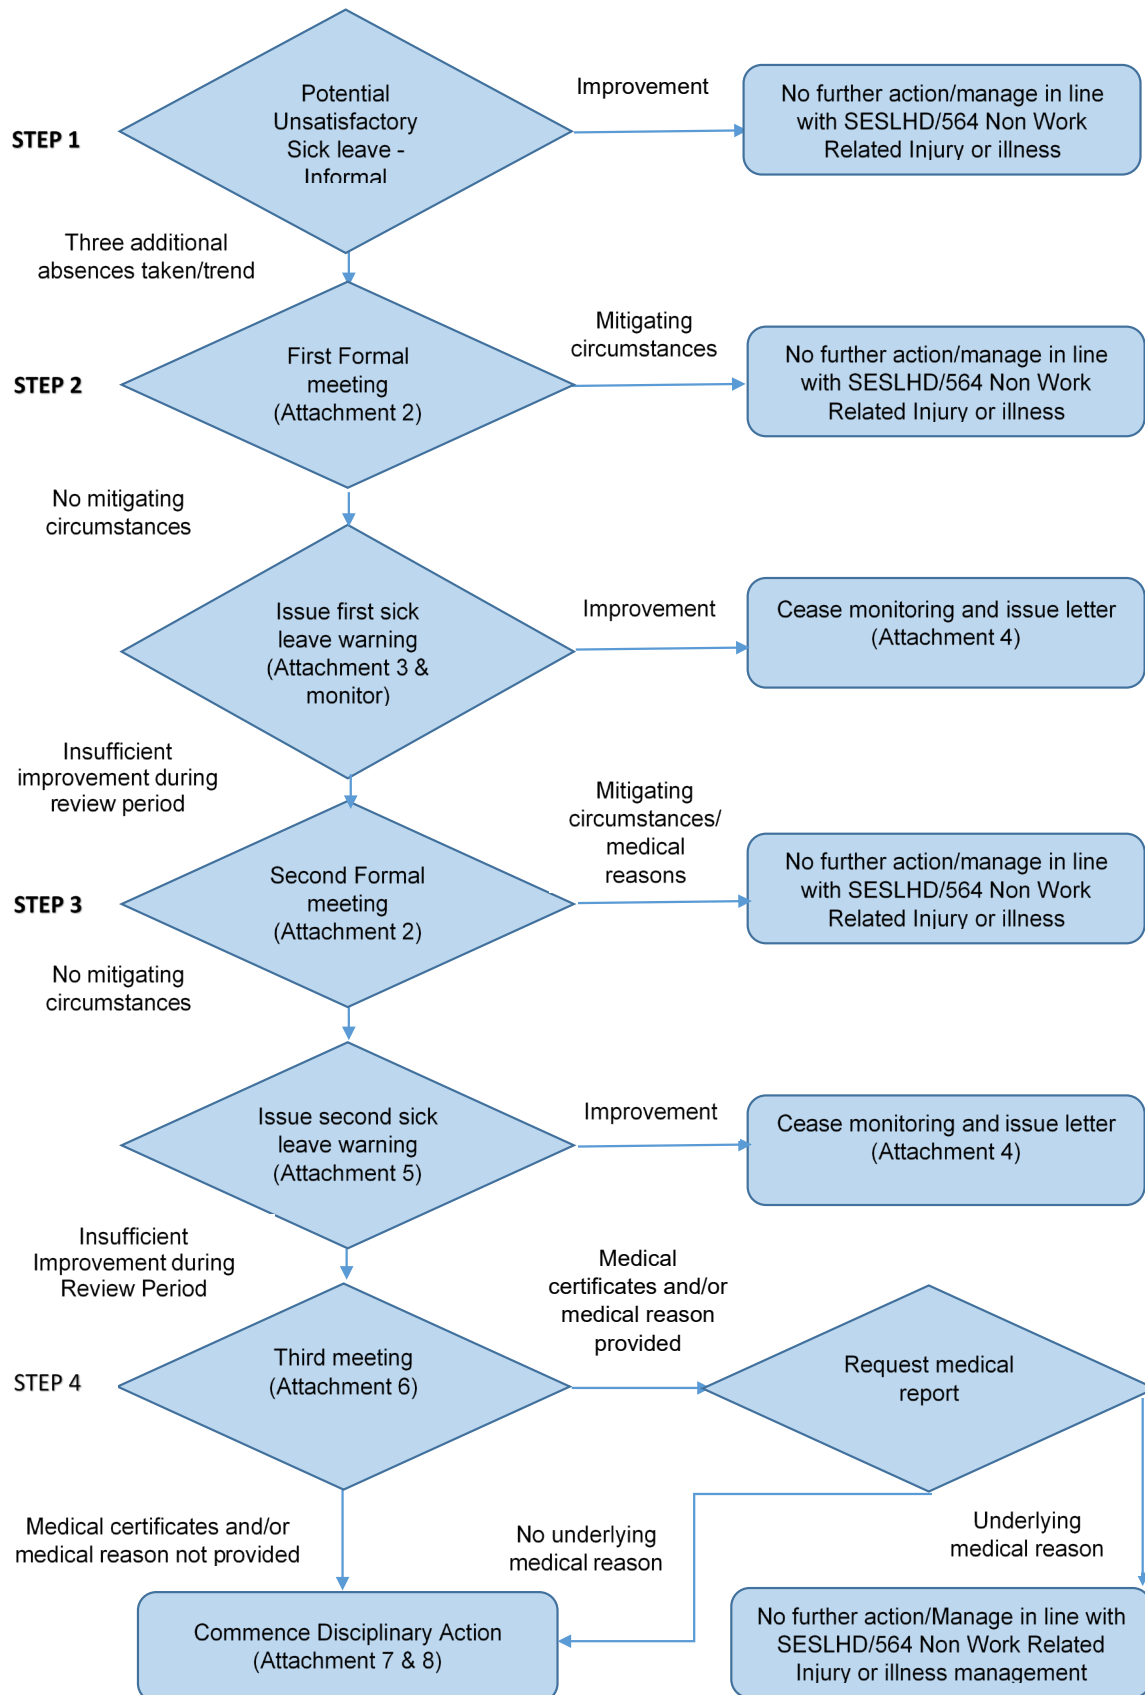 Potential
Unsatisfactory
Sick leave -
Informal
STEP 1
Improvement
No further action/manage in line
with SESLHD/564 Non Work
Related Injury or illness
Three additional
absences taken/trend
First Formal
meeting
(Attachment 2)
STEP 2
Mitigating
circumstances
No further action/manage in line
with SESLHD/564 Non Work
Related Injury or illness
No mitigating
circumstances
Issue first sick
leave warning
(Attachment 3 &
monitor)
Improvement
Cease monitoring and issue letter
(Attachment 4)
Insufficient
improvement during
review period
Second Formal
meeting
(Attachment 2)
STEP 3
Mitigating
circumstances/
medical
reasons
No further action/manage in line
with SESLHD/564 Non Work
Related Injury or illness
No mitigating
circumstances
Issue second sick
leave warning
(Attachment 5)
Improvement
Cease monitoring and issue letter
(Attachment 4)
Insufficient
Improvement during
Review Period
Third meeting
(Attachment 6)
STEP 4
Medical
certificates and/or
medical reason
provided
Request medical
report
Medical certificates and/or
medical reason not provided
No underlying
medical reason
Underlying
medical reason
Commence Disciplinary Action
(Attachment 7 & 8)
No further action/Manage in line with
SESLHD/564 Non Work Related
Injury or illness management